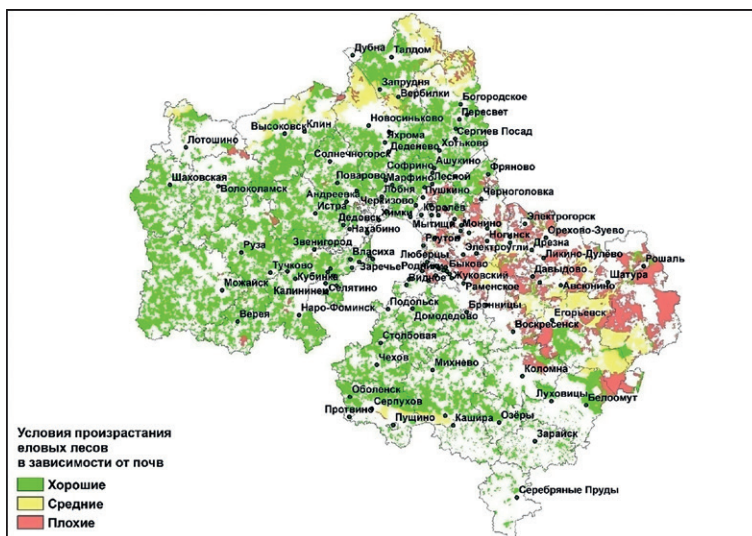 Дубна
Талдом
Запрудня
Вербилки
Богородское
Пересвет
Новосиньково
Высоковск
Клин
Сергиев Посад
Яхрома
Лотошино
Деденево
Хотьково
Солнечногорск
Софрино
Ашукино
Фряново
Шаховская
Волоколамск
Поварово
Марфино
Лесной
Андреевка
Лобня
Пушкино
Черноголовка
Истра
Черкизово
Химки
Королёв
Электрогорск
Дедовск
Мытищи
Монино
Орехово-Зуево
Нахабино
Реутов
Ногинск
Дрезна
Руза
Звенигород
Власиха
Люберцы
Электроугли
Ликино-Дулёво
Рошаль
Тучково
Заречье
Быково
Давыдово
Шатура
Кубинка
Видное
Жуковский
Можайск
Калининец
Селятино
Раменское
Авсюнино
Верея
Наро-Фоминск
Подольск
Бронницы
Егорьевск
Домодедово
Воскресенск
Столбовая
Чехов
Михнево
Коломна
Оболенск
Луховицы
Белоомут
Протвино
Серпухов
Пущино
Кашира
Озёры
Зарайск
Серебряные Пруды
Условия произрастания
еловых лесов
в зависимости от почв
Хорошие
Средние
Плохие